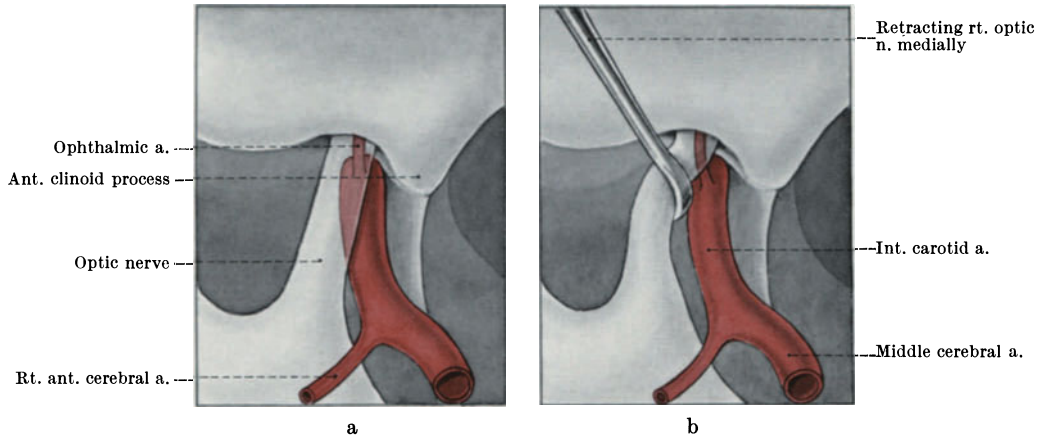 Ophthalmic a.
Ant. clinoid process
Optic nerve
Rt. ant. cerebral a.
Retracting rt. optic
n. medially
Int. carotid a.
Middle cerebral a.
a
b